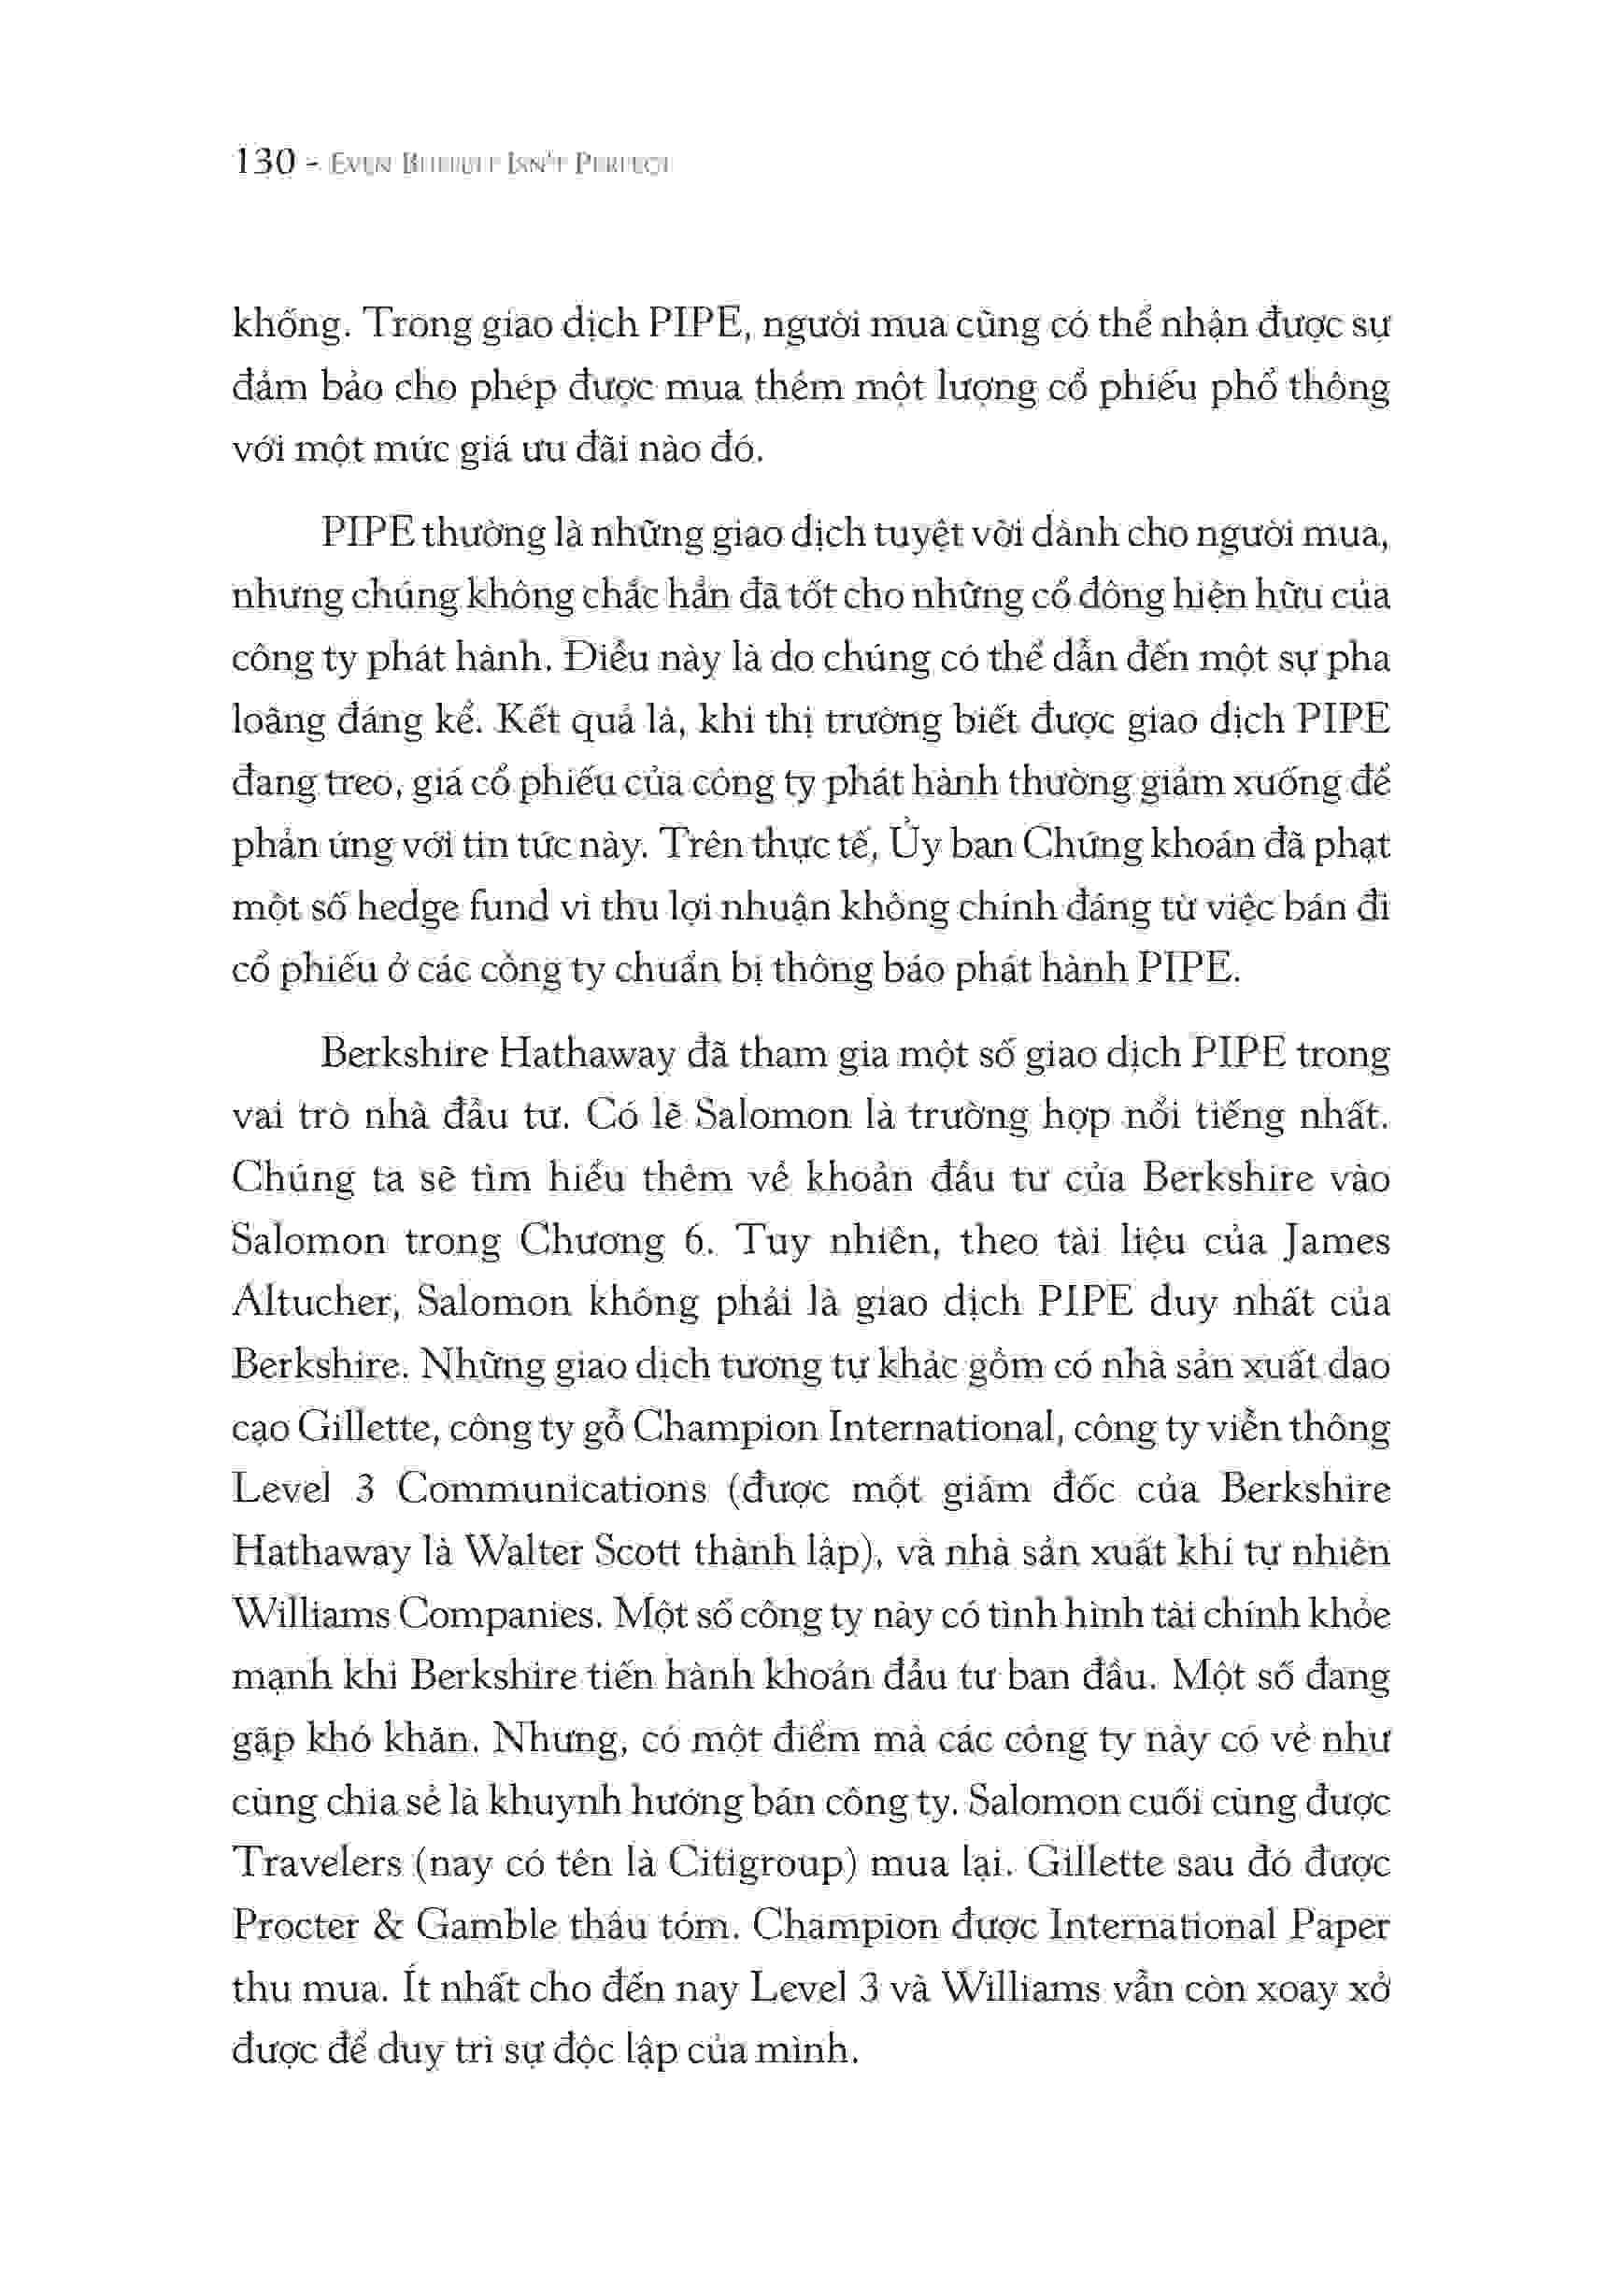 130 - EVEN BUFFETT ISN'T PERFECT
không. Trong giao dịch PIPE, người mua cũng có thể nhận được sự
đảm bảo cho phép được mua thêm một lượng cổ phiếu phổ thông
với một mức giá ưu đãi nào đó.
PIPE thường là những giao dịch tuyệt vời dành cho người mua,
nhưng chúng không chắc hẳn đã tốt cho những cổ đông hiện hữu của
công ty phát hành. Điều này là do chúng có thể dẫn đến một sự pha
loãng đáng kể. Kết quả là, khi thị trường biết được giao dịch PIPE
đang treo, giá cổ phiếu của công ty phát hành thường giảm xuống để
phản ứng với tin tức này. Trên thực tế, Ủy ban Chứng khoán đã phạt
một số hedge fund vì thu lợi nhuận không chính đáng từ việc bán đi
cổ phiếu ở các công ty chuẩn bị thông báo phát hành PIPE.
Berkshire Hathaway đã tham gia một số giao dịch PIPE trong
vai trò nhà đầu tư. Có lẽ Salomon là trường hợp nổi tiếng nhất.
Chúng ta sẽ tìm hiểu thêm về khoản đầu tư của Berkshire vào
Salomon trong Chương 6. Tuy nhiên, theo tài liệu của James
Altucher, Salomon không phải là giao dịch PIPE duy nhất của
Berkshire. Những giao dịch tương tự khác gồm có nhà sản xuất dao
cạo Gillette, công ty gỗ Champion International, công ty viễn thông
Level 3 Communications (được một giám đốc của Berkshire
Hathaway là Walter Scott thành lập), và nhà sản xuất khí tự nhiên
Williams Companies. Một số công ty này có tình hình tài chính khỏe
mạnh khi Berkshire tiến hành khoản đầu tư ban đầu. Một số đang
gặp khó khăn. Nhưng, có một điểm mà các công ty này có vẻ như
cùng chia sẻ là khuynh hướng bán công ty. Salomon cuối cùng được
Travelers (nay có tên là Citigroup) mua lại. Gillette sau đó được
Procter & Gamble thâu tóm. Champion được International Paper
thu mua. Ít nhất cho đến nay Level 3 và Williams vẫn còn xoay xở
được để duy trì sự độc lập của mình.